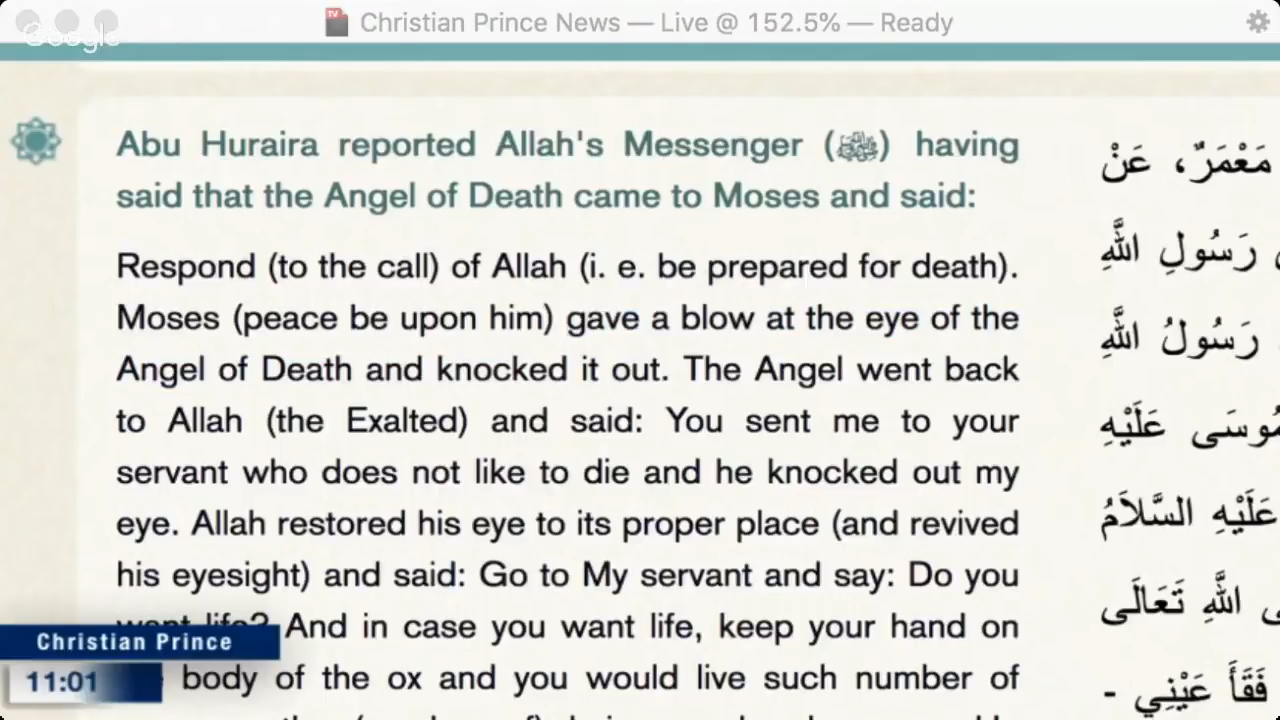 Christian Prince News — Live @ 152.5% — Ready
Google
Abu Huraira reported Allah's Messenger (ﷺ) having
said that the Angel of Death came to Moses and said:
Respond (to the call) of Allah (i. e. be prepared for death).
Moses (peace be upon him) gave a blow at the eye of the
Angel of Death and knocked it out. The Angel went back
to Allah (the Exalted) and said: You sent me to your
servant who does not like to die and he knocked out my
eye. Allah restored his eye to its proper place (and revived
his eyesight) and said: Go to My servant and say: Do you
want life? And in case you want life, keep your hand on
body of the ox and you would live such number of
مَعْمَرٌ، عَنْ
رَسُولِ اللَّهِ
رَسُولُ اللَّهِ
مُوسَى عَلَيْهِ
عَلَيْهِ السَّلاَمُ
اللَّهِ تَعَالَى
فَقَأَ عَيْنِي -
Christian Prince
11:01